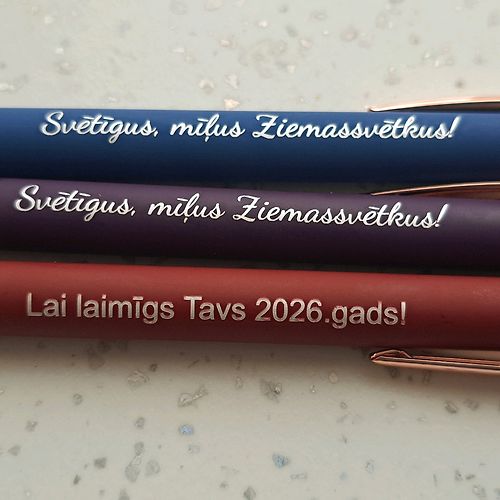 Svētīgus, mīļus Ziemassvētkus!
Svētīgus, mīļus Ziemassvētkus!
Lai laimīgs Tavs 2026.gads!